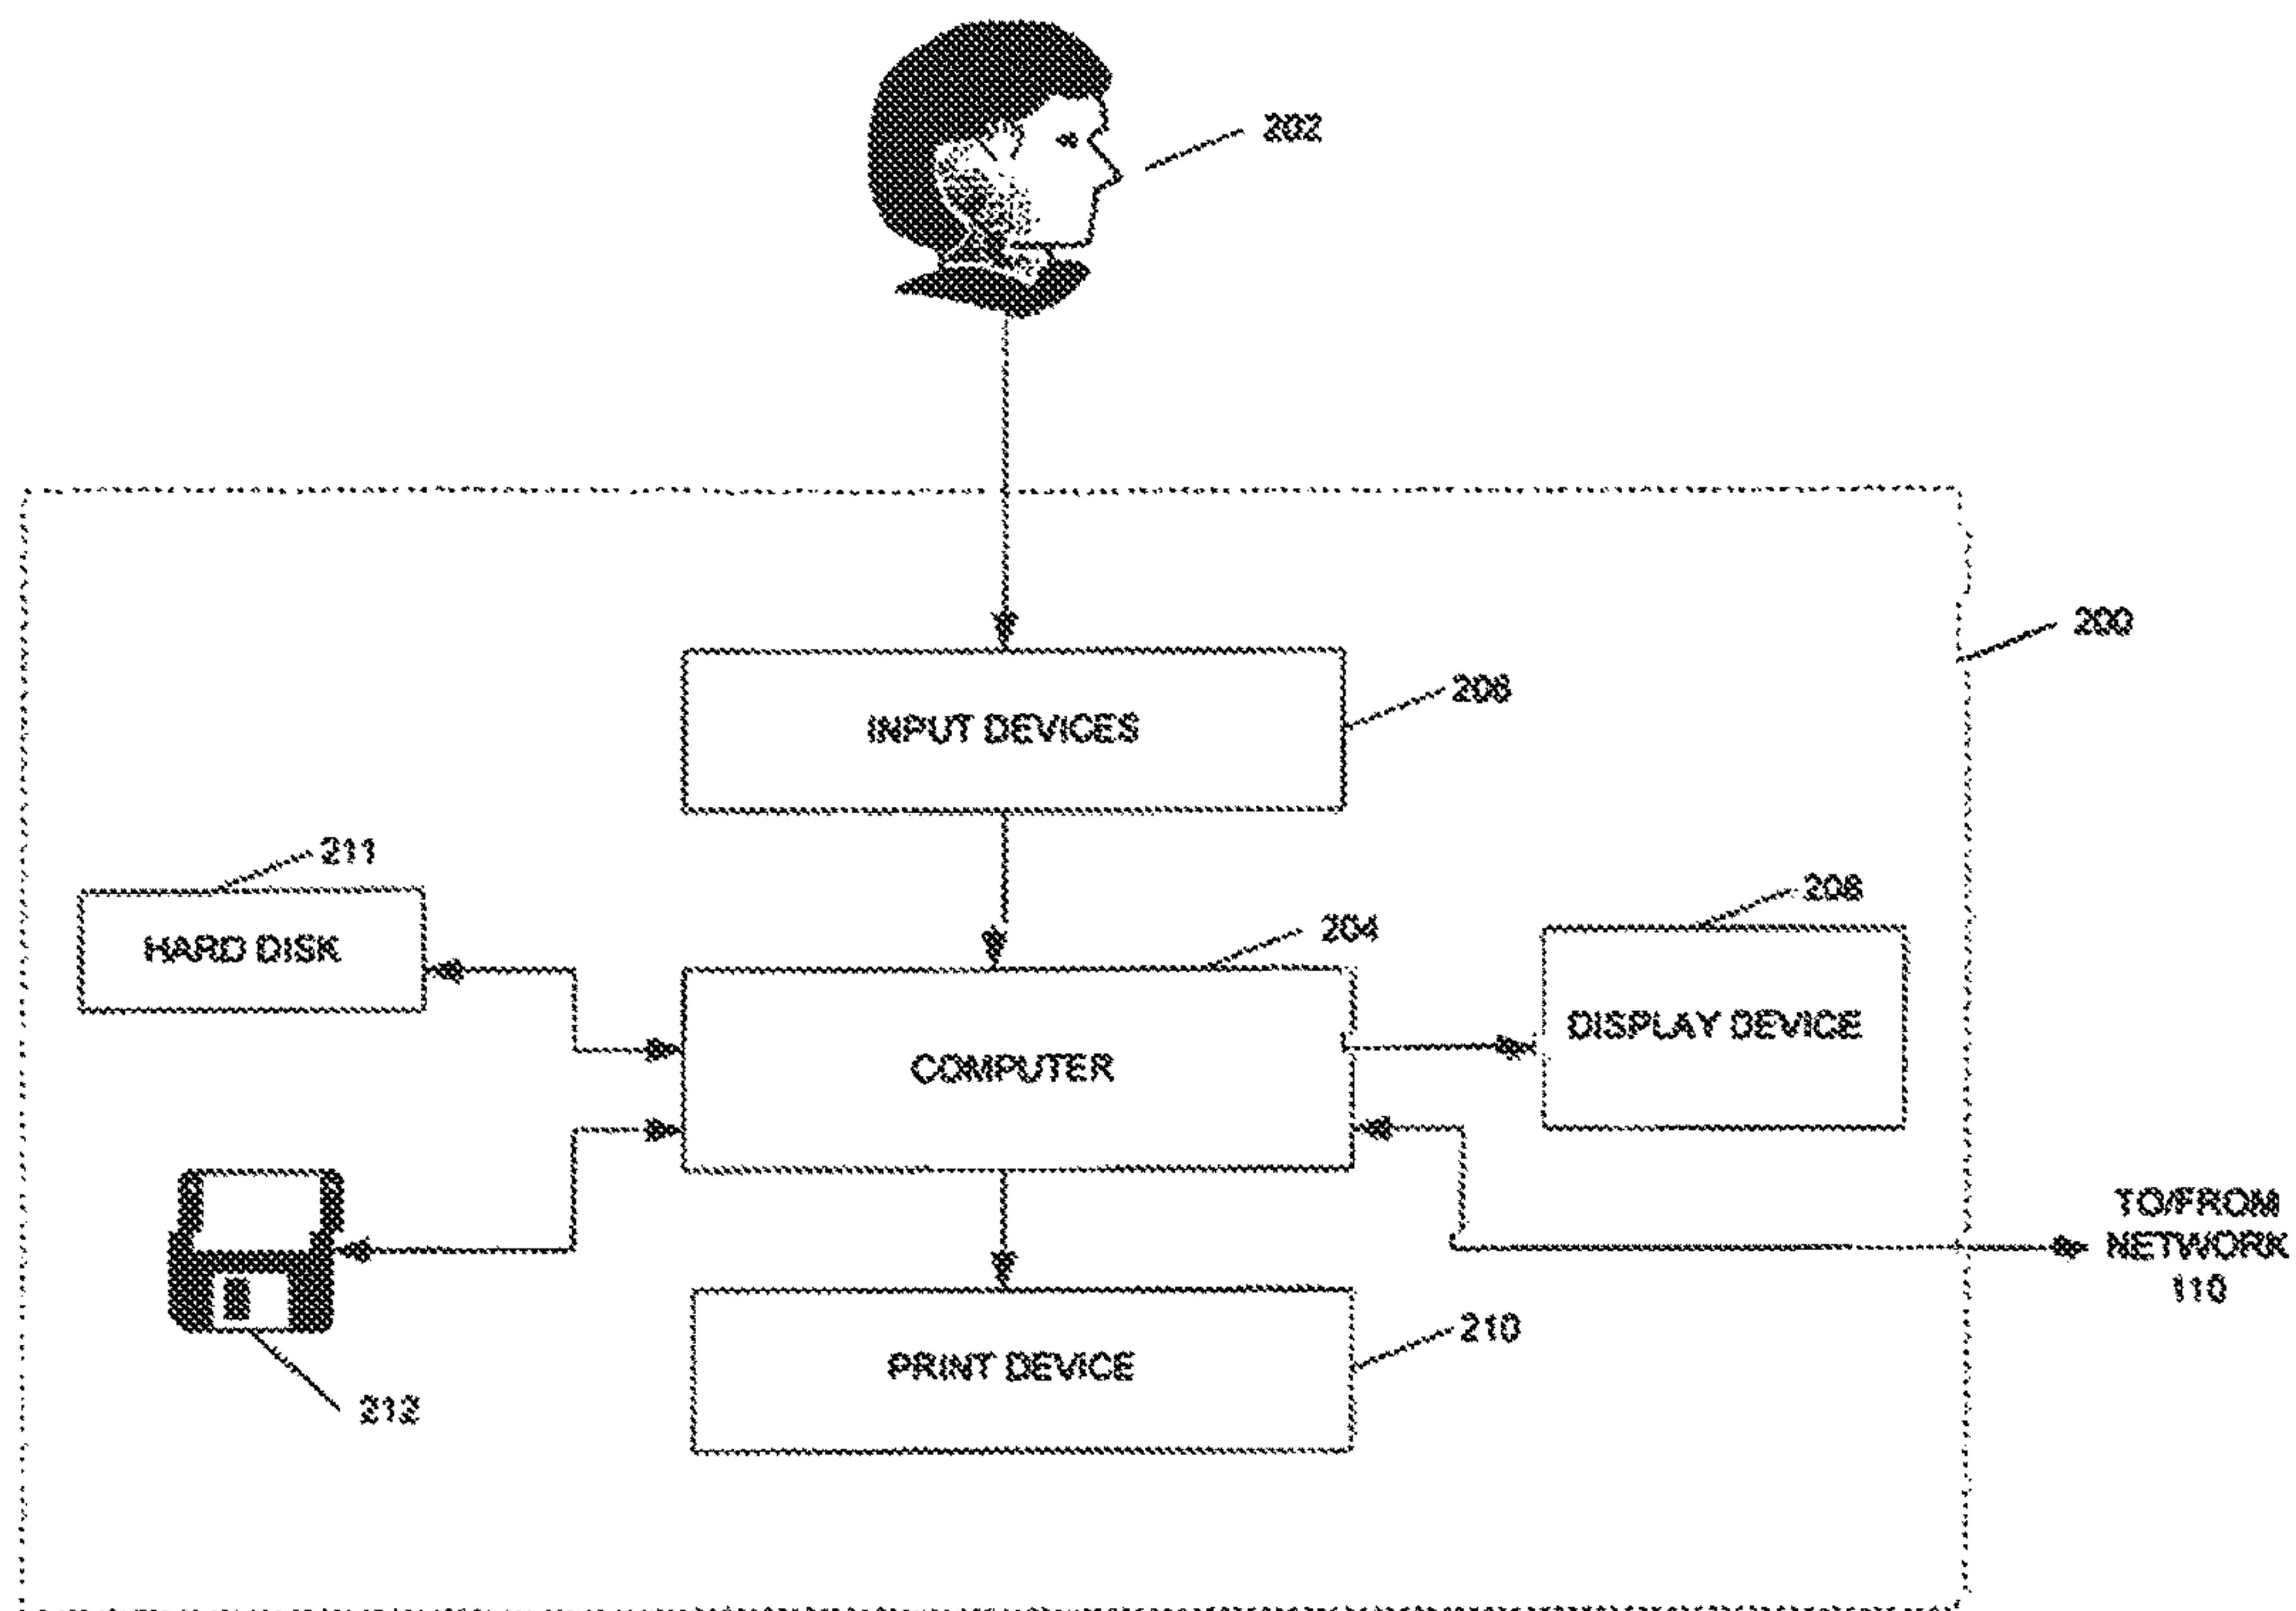 202
200
206
INPUT DEVICES
211
HARD DISK
204
208
DISPLAY DEVICE
COMPUTER
TO/FROM
NETWORK
110
212
210
PRINT DEVICE